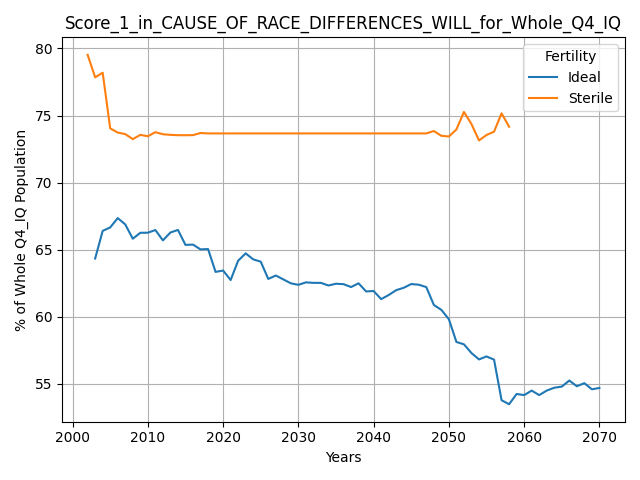 Score_1_in_CAUSE_OF_RACE_DIFFERENCES_WILL_for_Whole_Q4_IQ
Fertility
Ideal
Sterile
% of Whole Q4_IQ Population
80
75
70
65
60
55
2000 2010 2020 2030 2040 2050 2060 2070
Years